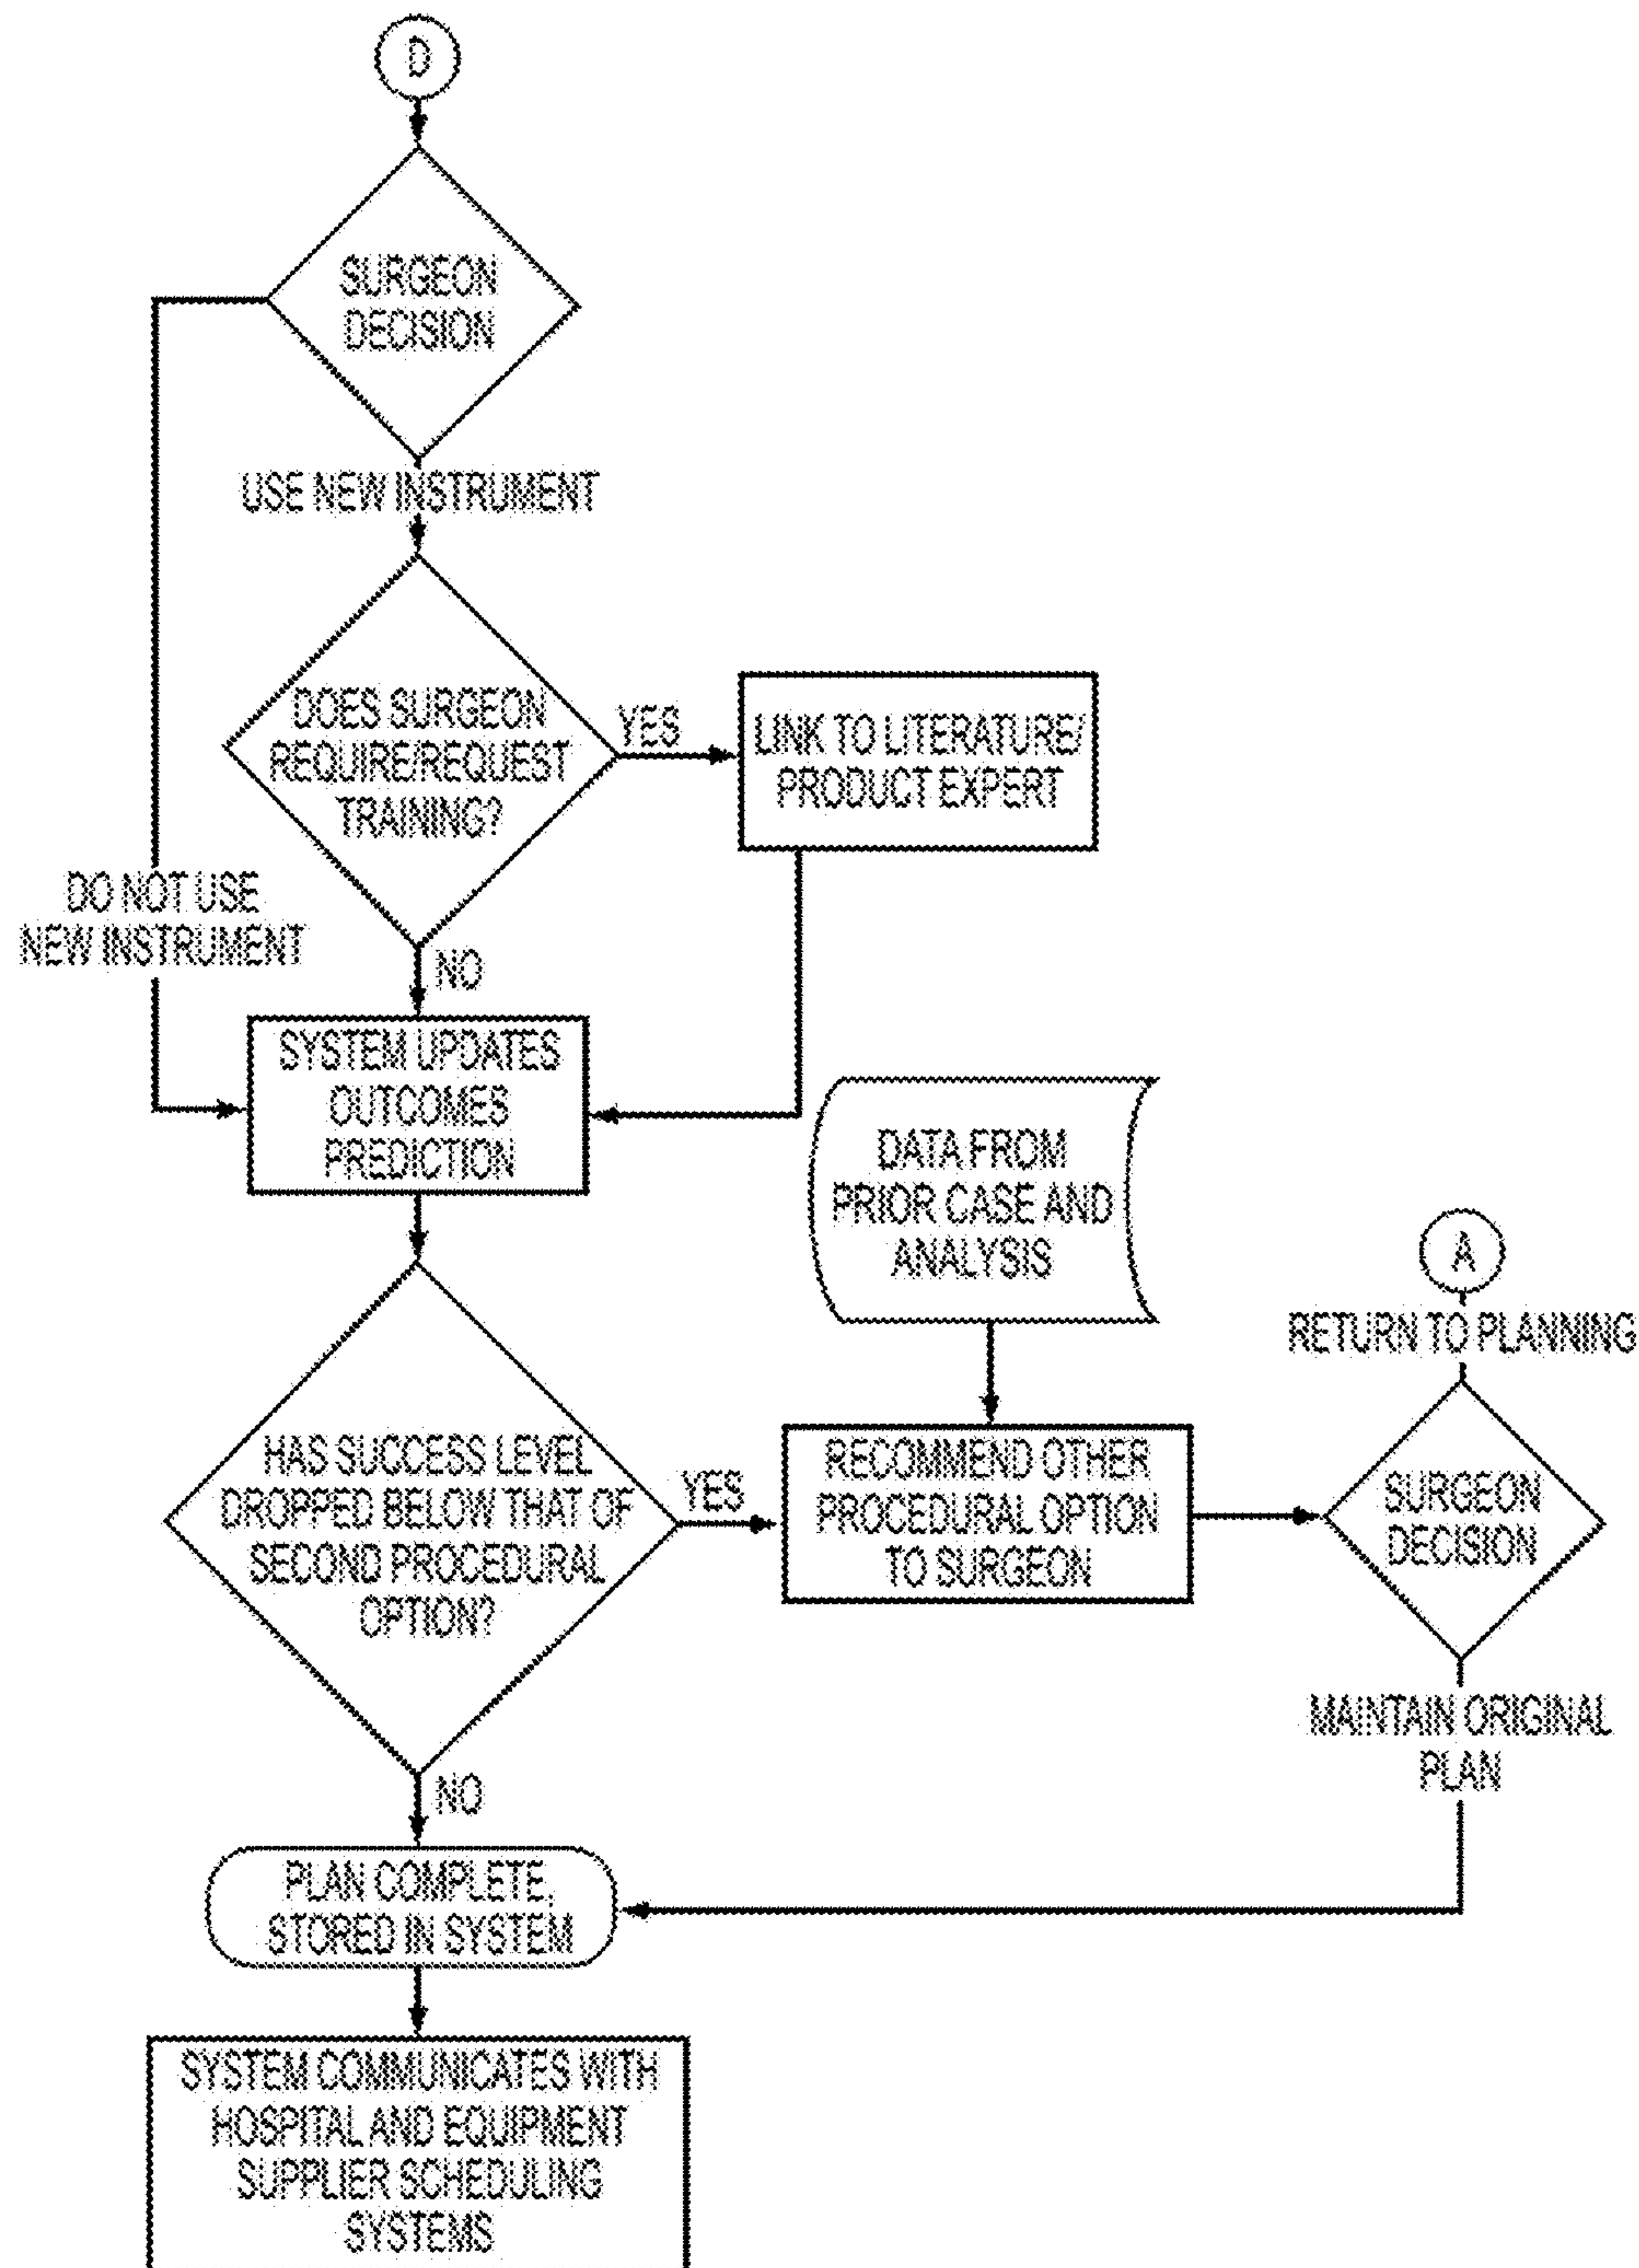 D
SURGEON
DECISION
USE NEW INSTRUMENT
DOES SURGEON
REQUIRE/REQUEST
TRAINING?
YES
LINK TO LITERATURE/
PRODUCT EXPERT
DO NOT USE
NEW INSTRUMENT
NO
SYSTEM UPDATES
OUTCOMES
PREDICTION
DATA FROM
PRIOR CASE AND
ANALYSIS
A
RETURN TO PLANNING
HAS SUCCESS LEVEL
DROPPED BELOW THAT OF
SECOND PROCEDURAL
OPTION?
YES
RECOMMEND OTHER
PROCEDURAL OPTION
TO SURGEON
SURGEON
DECISION
MAINTAIN ORIGINAL
PLAN
NO
PLAN COMPLETE,
STORED IN SYSTEM
SYSTEM COMMUNICATES WITH
HOSPITAL AND EQUIPMENT
SUPPLIER SCHEDULING
SYSTEMS